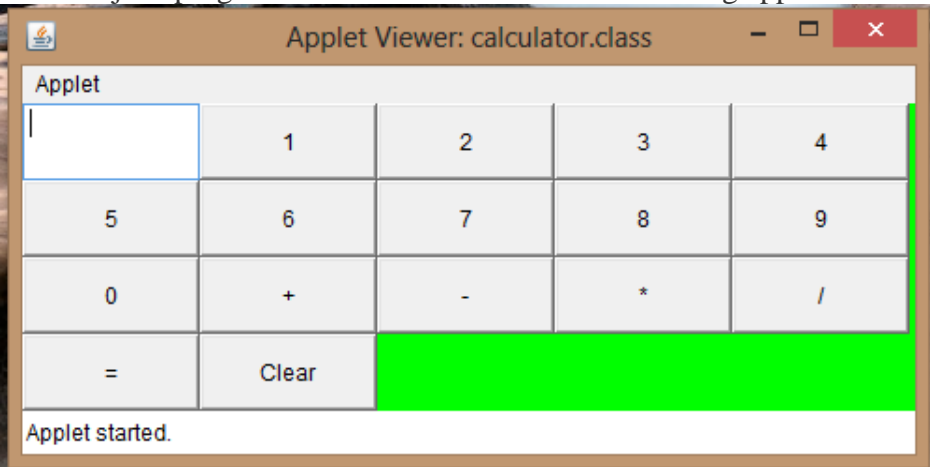 Applet Viewer: calculator.class
Applet
1 2 3 4
5 6 7 8 9
0 + - * /
= Clear
Applet started.